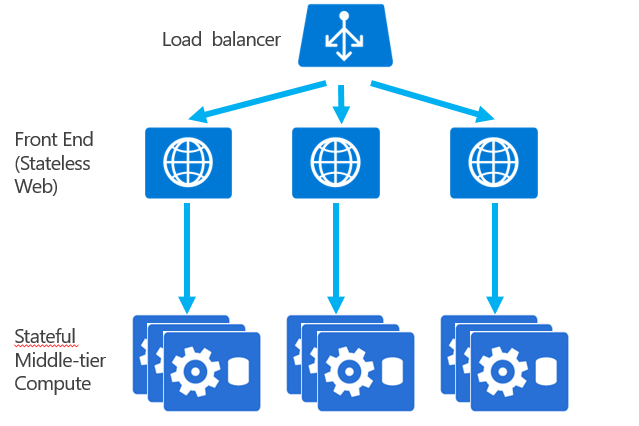 Load balancer
Front End
(Stateless
Web)
Stateful
Middle-tier
Compute